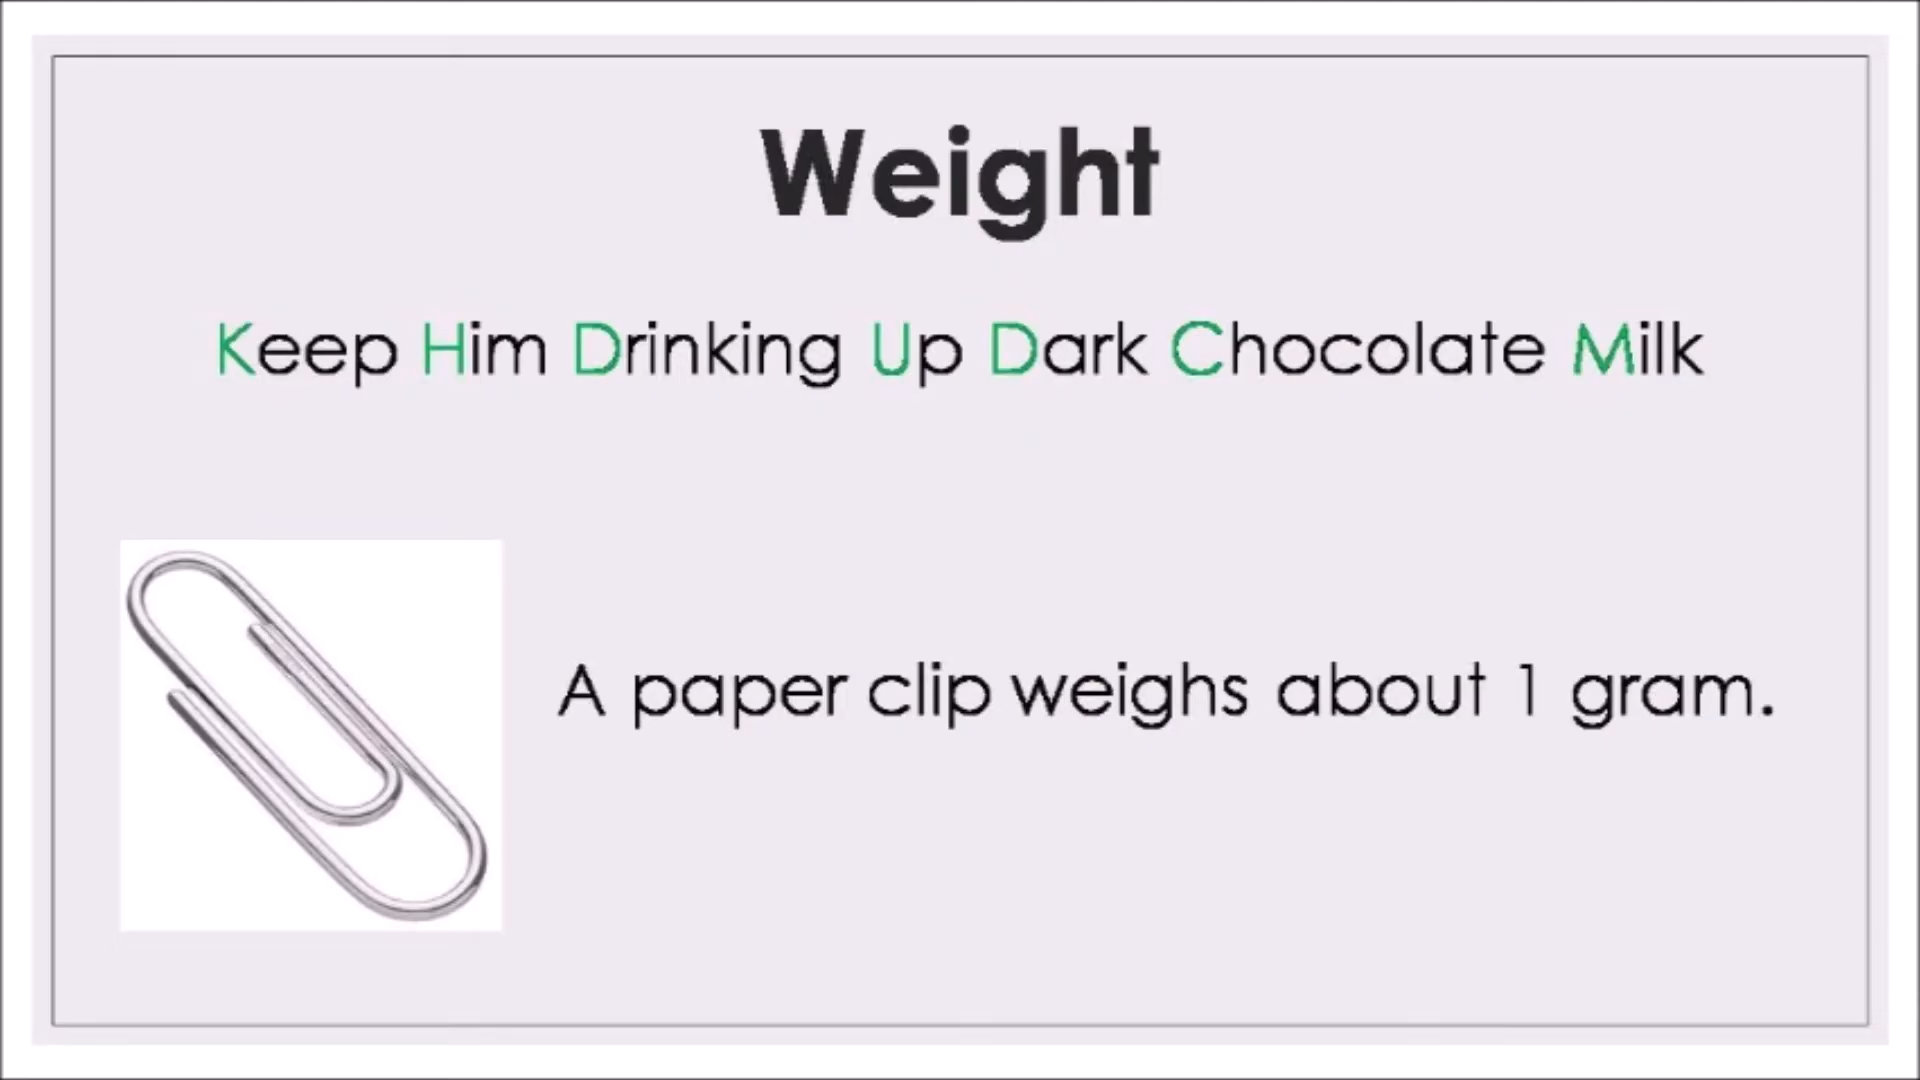 Weight
Keep Him Drinking Up Dark Chocolate Milk
A paper clip weighs about 1 gram.